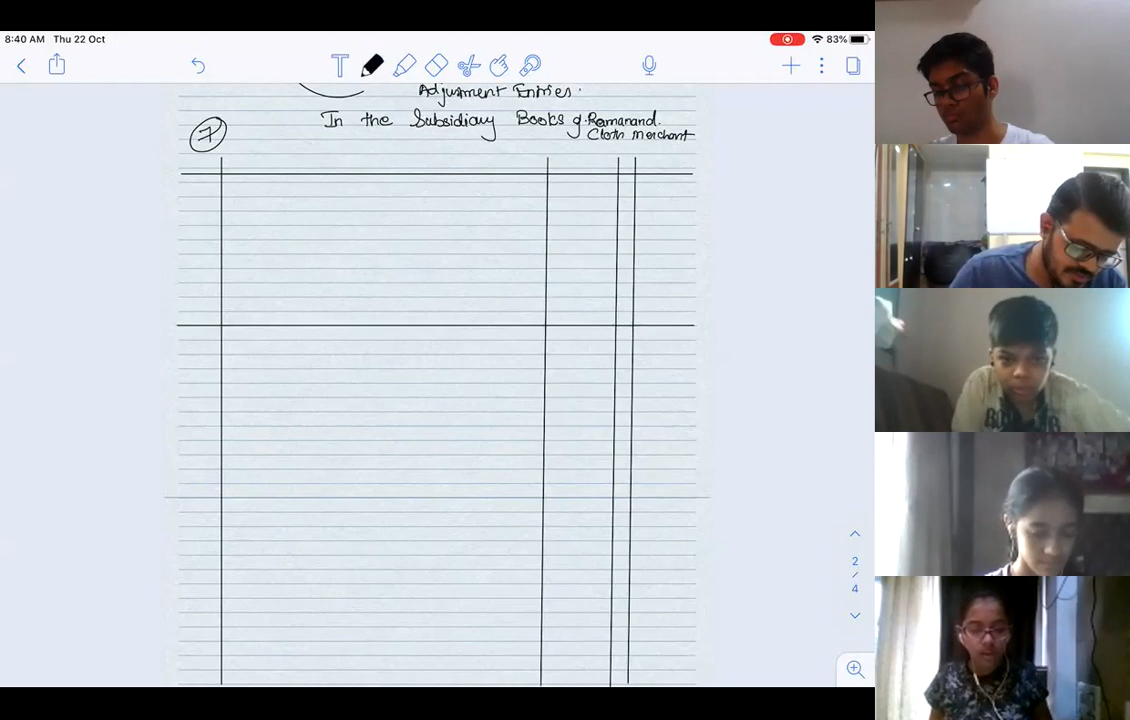 8:40 AM Thu 22 Oct
83%
T
Adjustment Entries.
7
In the Subsidiary Books of Ramanand.
Cloth Merchant
2
/
4